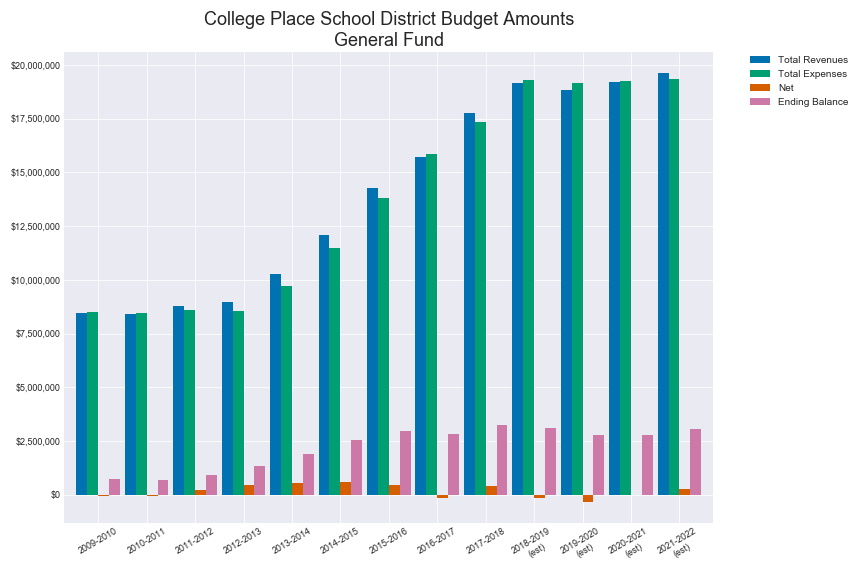 College Place School District Budget Amounts
General Fund
Total Revenues
Total Expenses
Net
Ending Balance
$20,000,000
$17,500,000
$15,000,000
$12,500,000
$10,000,000
$7,500,000
$5,000,000
$2,500,000
$0
2009-2010
2010-2011
2011-2012
2012-2013
2013-2014
2014-2015
2015-2016
2016-2017
2017-2018
2018-2019
(est)
2019-2020
(est)
2020-2021
(est)
2021-2022
(est)